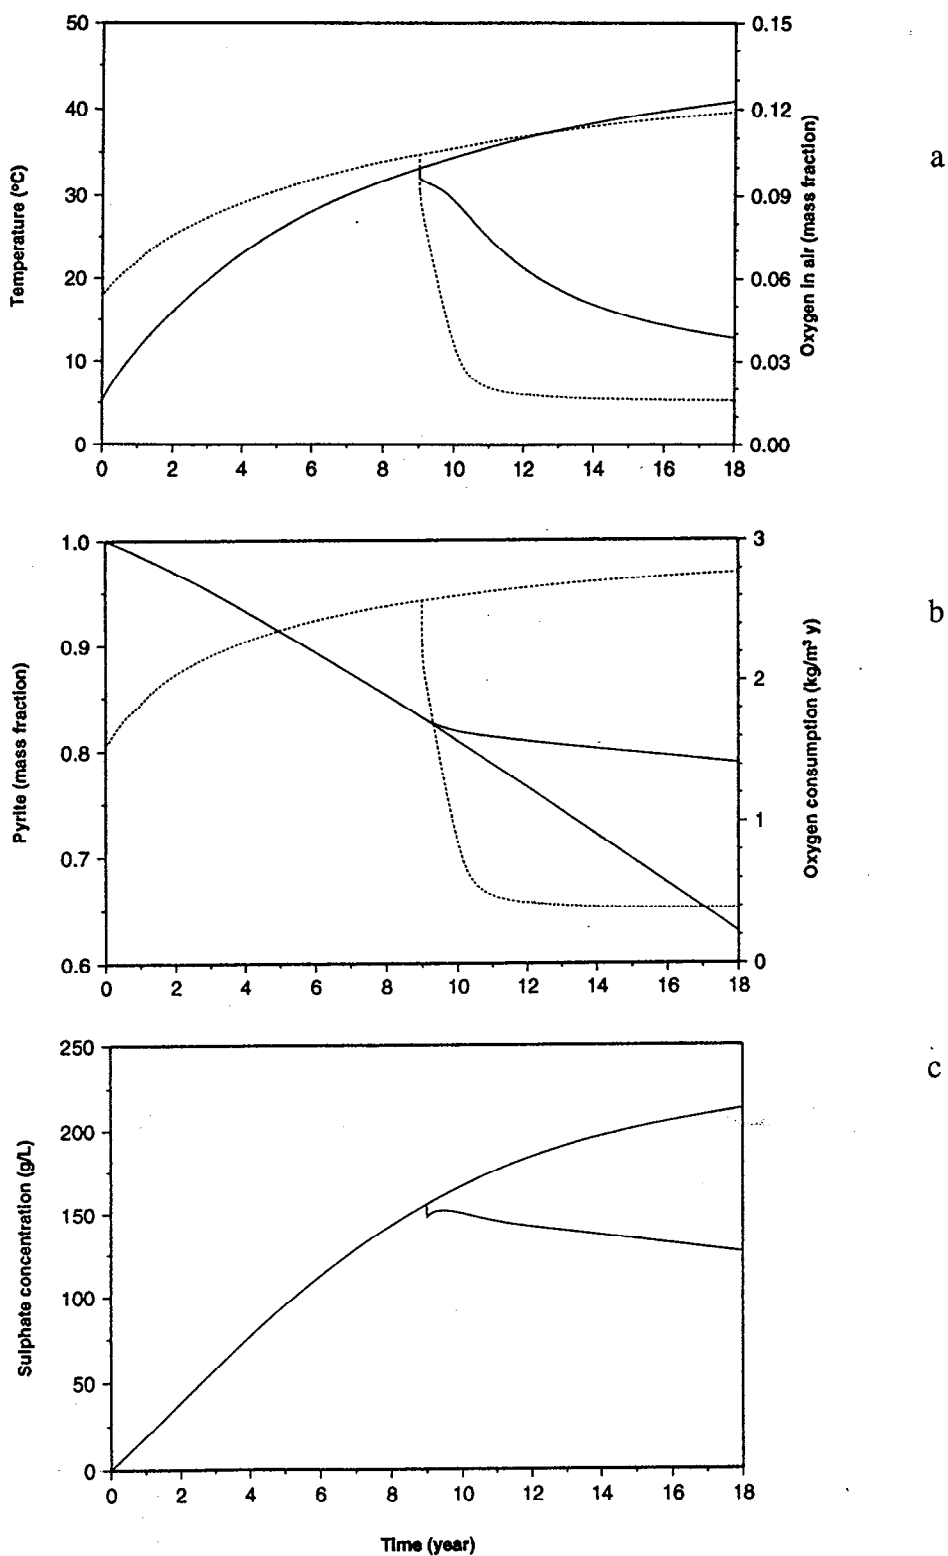 a
50
40
30
20
10
0
Temperature (ºC)
0.15
0.12
0.09
0.06
0.03
0.00
Oxygen in air (mass fraction)
0 2 4 6 8 10 12 14 16 18
b
1.0
0.9
0.8
0.7
0.6
Pyrite (mass fraction)
3
2
1
0
Oxygen consumption (kg/m³ y)
0 2 4 6 8 10 12 14 16 18
c
250
200
150
100
50
0
Sulphate concentration (g/L)
0 2 4 6 8 10 12 14 16 18
Time (year)